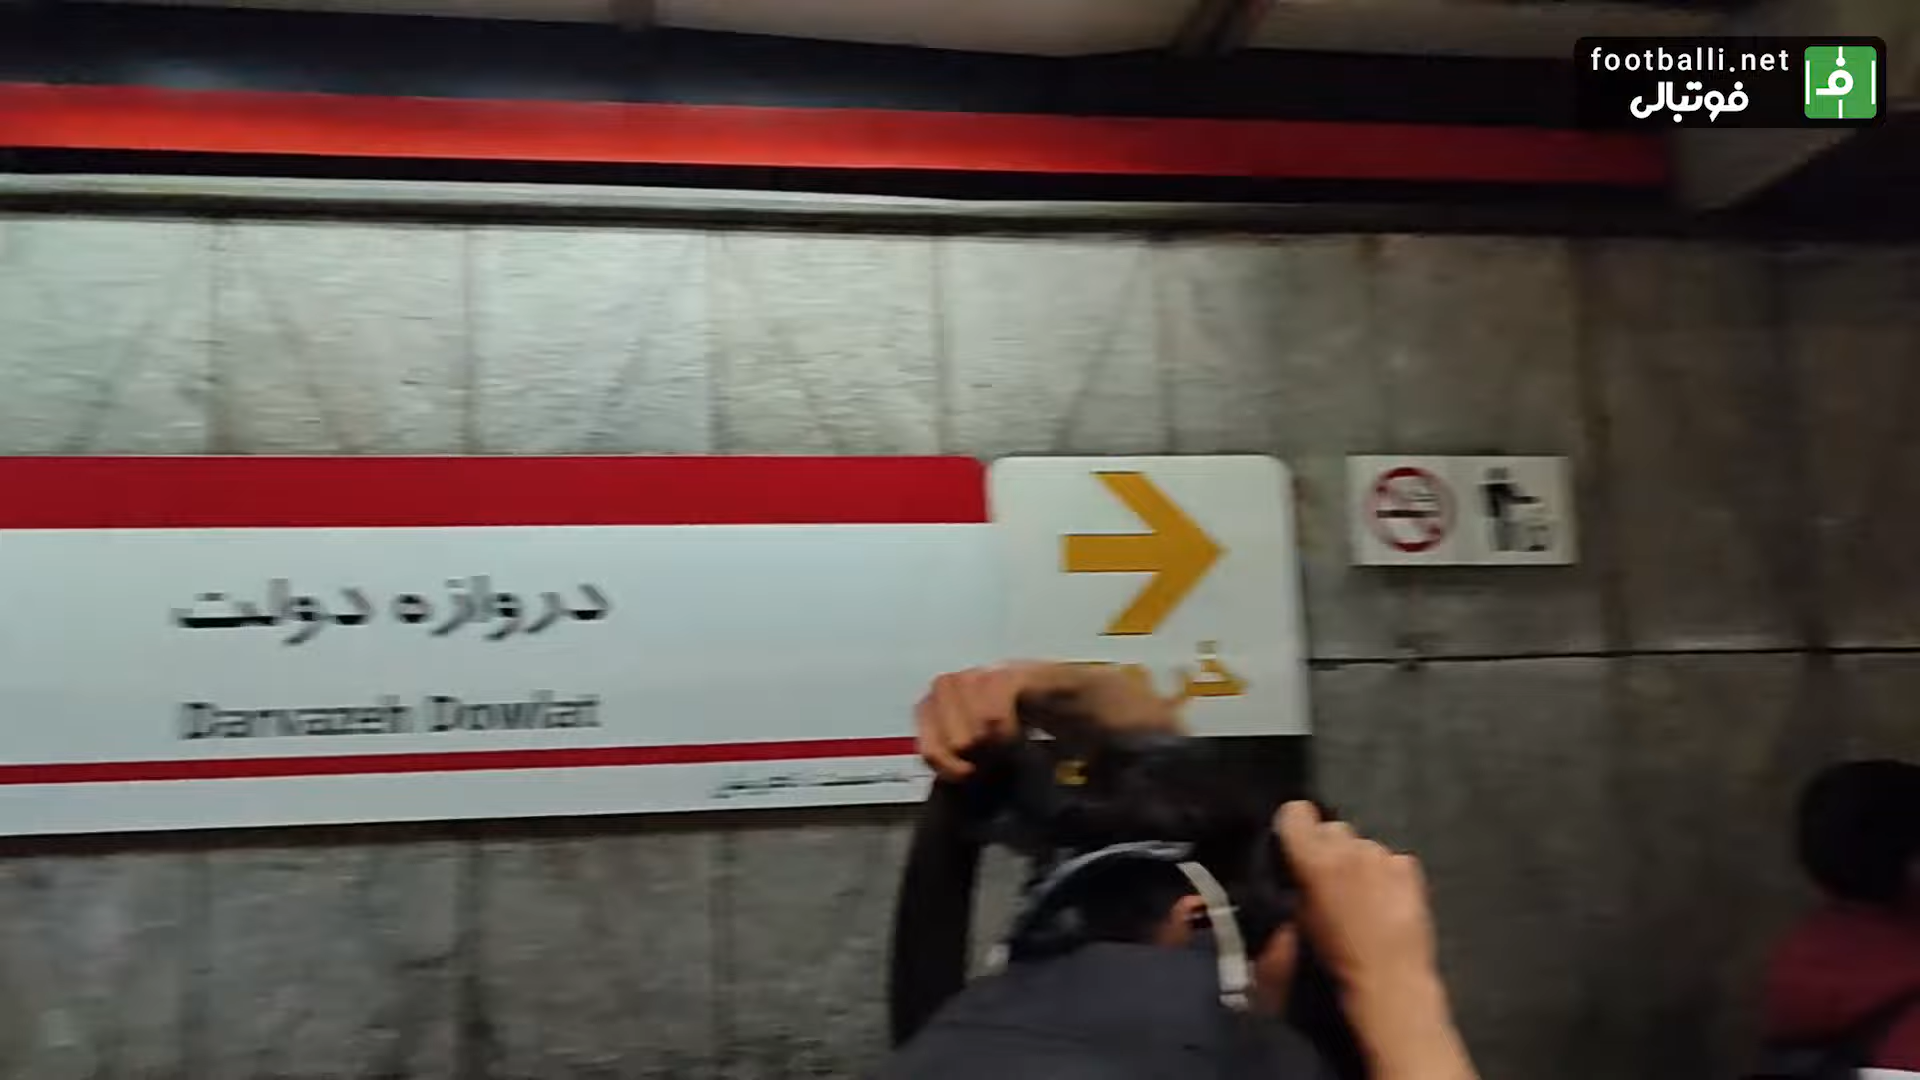 footballi.net
فوتبالی
دروازه دولت
Darvazeh Dowlat